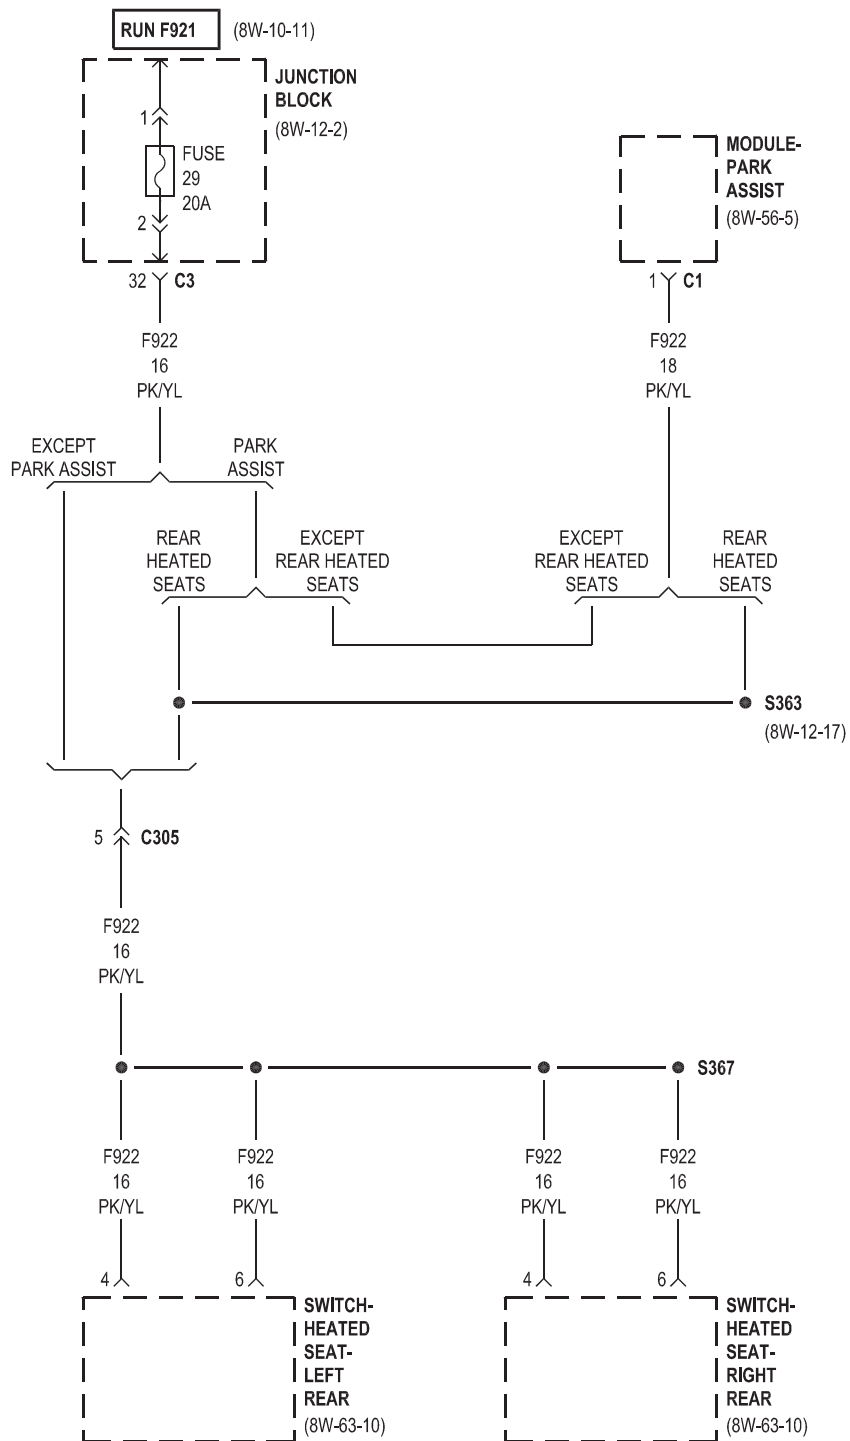 RUN F921 (8W-10-11)
JUNCTION
BLOCK
(8W-12-2)
1
FUSE
29
20A
2
32 C3
MODULE-
PARK
ASSIST
(8W-56-5)
1 C1
F922
16
PK/YL
F922
18
PK/YL
EXCEPT
PARK ASSIST
PARK
ASSIST
REAR
HEATED
SEATS
EXCEPT
REAR HEATED
SEATS
EXCEPT
REAR HEATED
SEATS
REAR
HEATED
SEATS
S363
(8W-12-17)
5 C305
F922
16
PK/YL
S367
F922
16
PK/YL
F922
16
PK/YL
F922
16
PK/YL
F922
16
PK/YL
4
6
4
6
SWITCH-
HEATED
SEAT-
LEFT
REAR
(8W-63-10)
SWITCH-
HEATED
SEAT-
RIGHT
REAR
(8W-63-10)